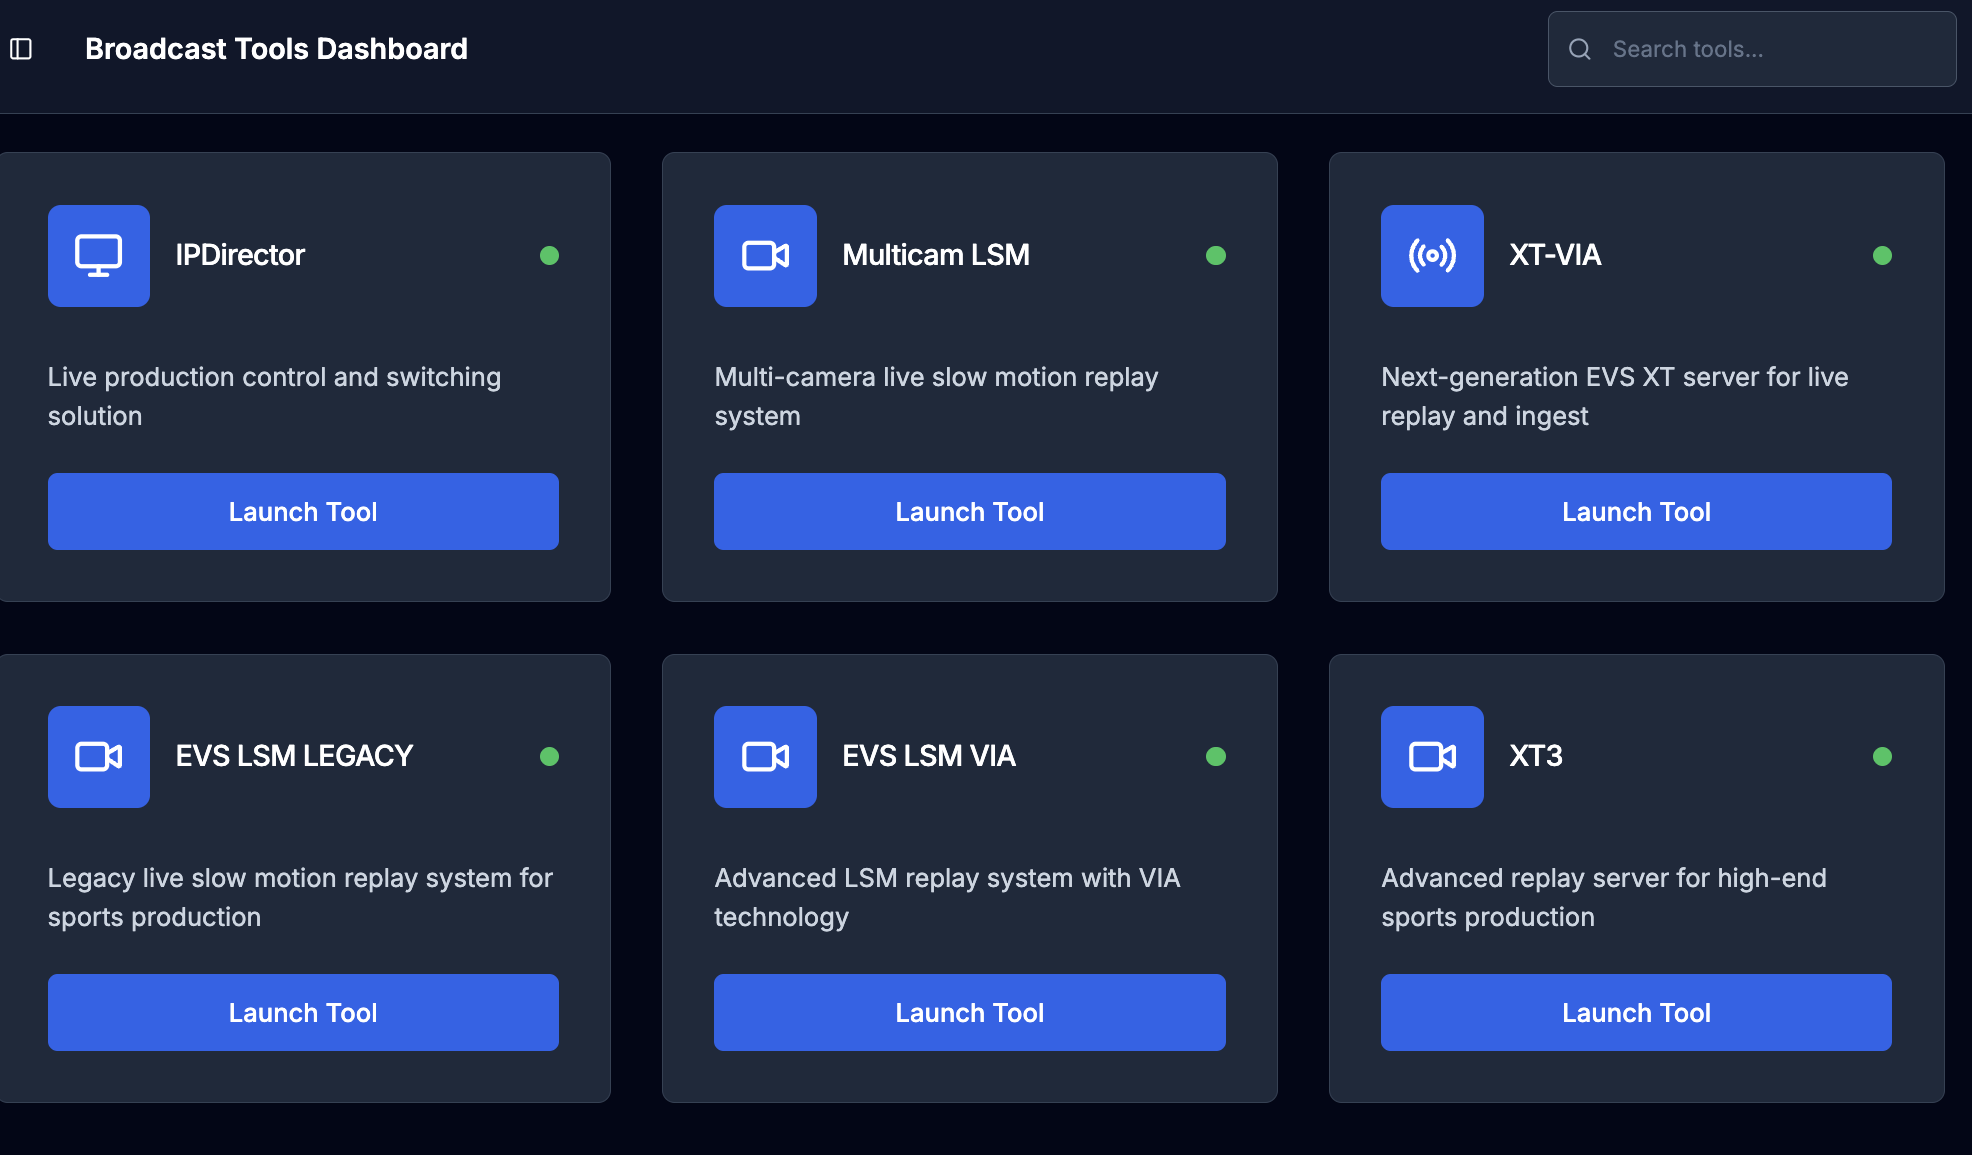 Broadcast Tools Dashboard
Search tools...
IPDirector
Live production control and switching
solution
Launch Tool
Multicam LSM
Multi-camera live slow motion replay
system
Launch Tool
XT-VIA
Next-generation EVS XT server for live
replay and ingest
Launch Tool
EVS LSM LEGACY
Legacy live slow motion replay system for
sports production
Launch Tool
EVS LSM VIA
Advanced LSM replay system with VIA
technology
Launch Tool
XT3
Advanced replay server for high-end
sports production
Launch Tool